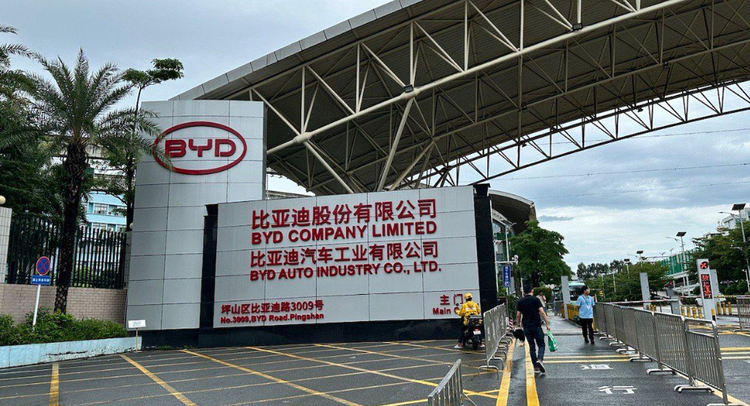 BYD
比亚迪股份有限公司
BYD COMPANY LIMITED
比亚迪汽车工业有限公司
BYD AUTO INDUSTRY CO., LTD.
坪山区比亚迪路3009号
No.3009,BYD Road.Pingshan
主门
Main
行